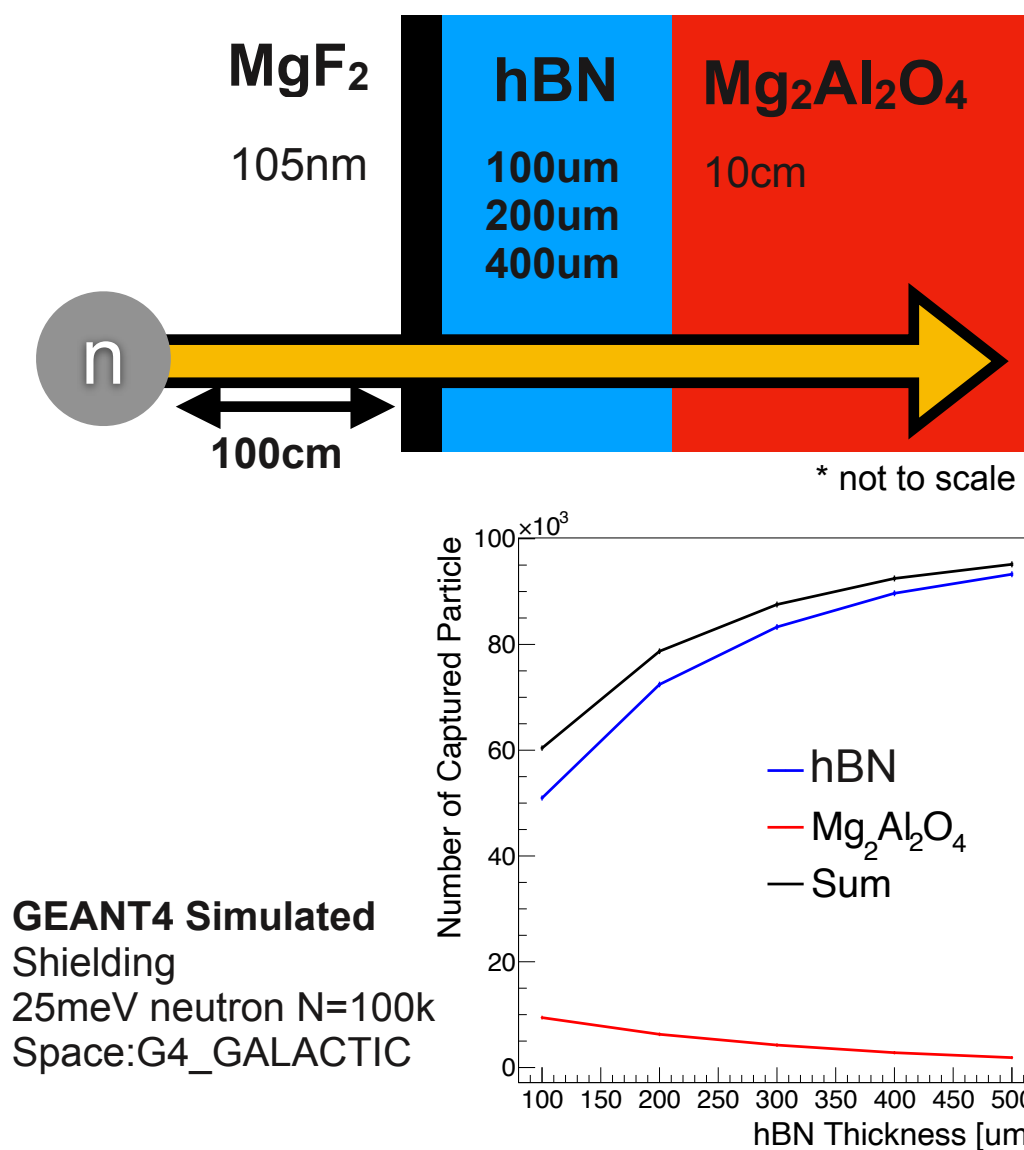 MgF₂
105nm
hBN
100um
200um
400um
Mg₂Al₂O₄
10cm
n
100cm
* not to scale
×10³
100
80
60
40
20
0
Number of Captured Particle
hBN
Mg₂Al₂O₄
Sum
100 150 200 250 300 350 400 450 500
hBN Thickness [um
GEANT4 Simulated
Shielding
25meV neutron N=100k
Space:G4_GALACTIC